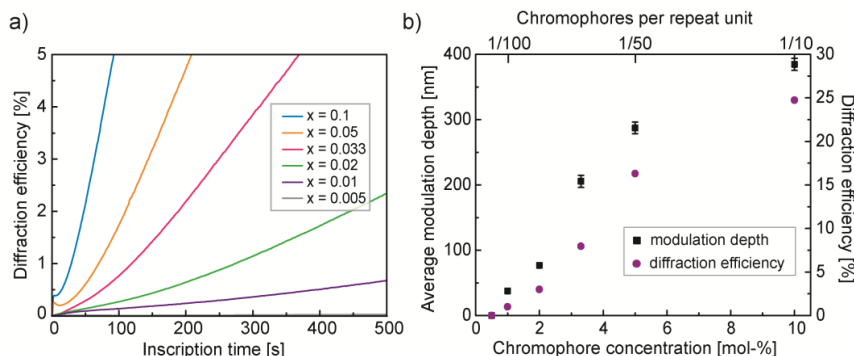 a)
Diffraction efficiency [%]
5
4
3
2
1
0
x = 0.1
x = 0.05
x = 0.033
x = 0.02
x = 0.01
x = 0.005
0 100 200 300 400 500
Inscription time [s]
b)
Chromophores per repeat unit
1/100 1/50 1/10
Average modulation depth [nm]
400
300
200
100
0
modulation depth
diffraction efficiency
30
25
20
15
10
5
0
Diffraction efficiency [%]
0 2 4 6 8 10
Chromophore concentration [mol-%]